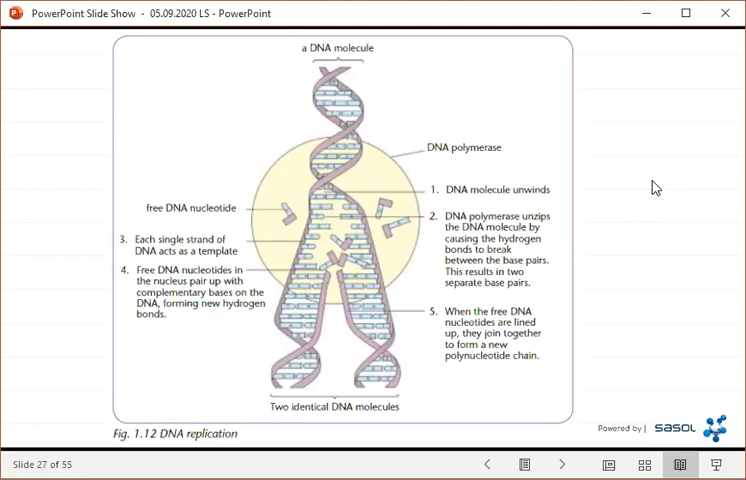 PowerPoint Slide Show - 05.09.2020 LS - PowerPoint
a DNA molecule
DNA polymerase
1. DNA molecule unwinds
free DNA nucleotide
2. DNA polymerase unzips
the DNA molecule by
causing the hydrogen
bonds to break
between the base pairs.
This results in two
separate base pairs.
3. Each single strand of
DNA acts as a template
4. Free DNA nucleotides in
the nucleus pair up with
complementary bases on the
DNA, forming new hydrogen
bonds.
5. When the free DNA
nucleotides are lined
up, they join together
to form a new
polynucleotide chain.
Two identical DNA molecules
Fig. 1.12 DNA replication
Powered by | sasol
Slide 27 of 55